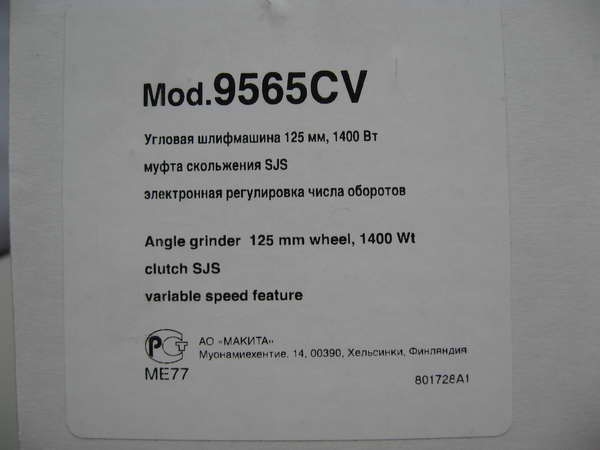 Mod.9565CV
Угловая шлифмашина 125 мм, 1400 Вт
муфта скольжения SJS
электронная регулировка числа оборотов
Angle grinder 125 mm wheel, 1400 Wt
clutch SJS
variable speed feature
АО «МАКИТА»
Муонамиехентие. 14, 00390, Хельсинки, Финляндия
МЕ77
801728A1